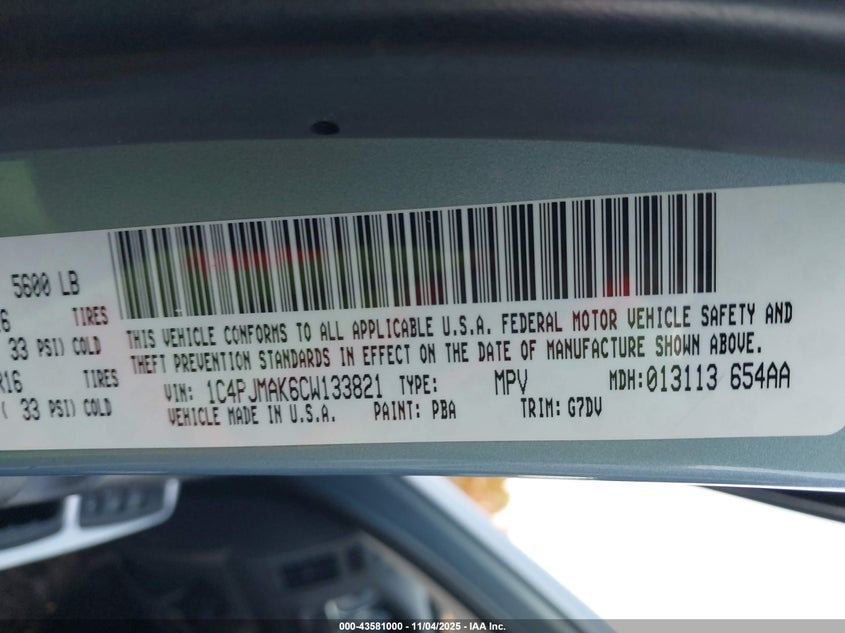 5600 LB
TIRES
33 PSI) COLD
R16 TIRES
( 33 PSI) COLD
THIS VEHICLE CONFORMS TO ALL APPLICABLE U.S.A. FEDERAL MOTOR VEHICLE SAFETY AND
THEFT PREVENTION STANDARDS IN EFFECT ON THE DATE OF MANUFACTURE SHOWN ABOVE.
VIN: 1C4PJMAK6CW133821 TYPE: MPV MDH:013113 654AA
VEHICLE MADE IN U.S.A. PAINT: PBA TRIM: G7DV
000-43581000 - 11/04/2025 - IAA Inc.